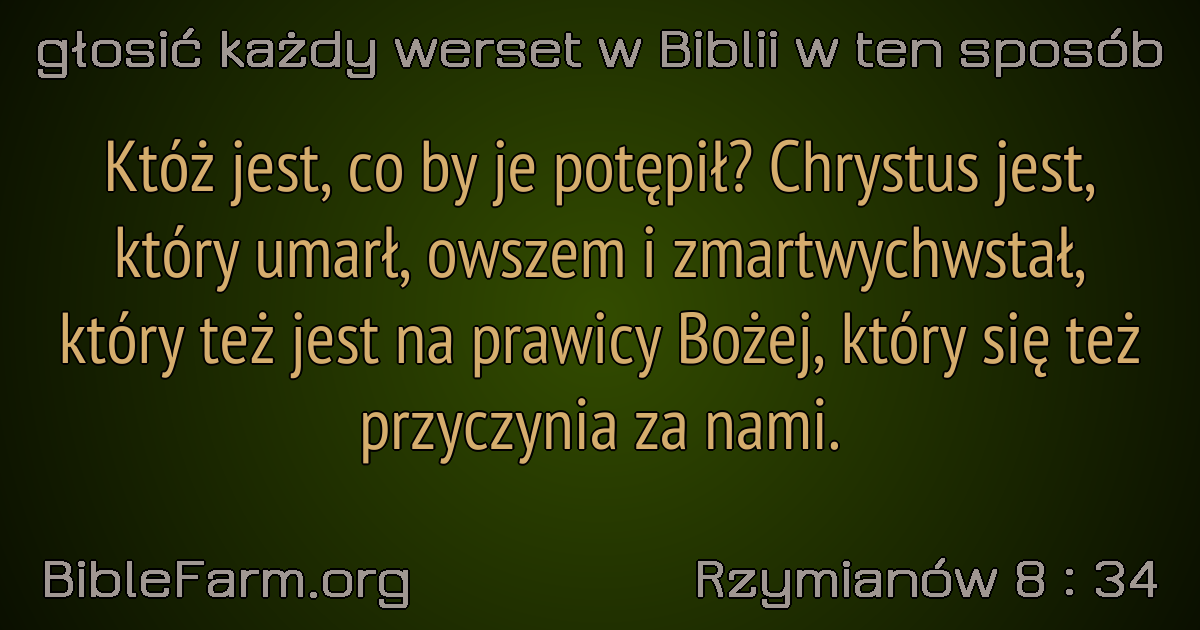 głosić każdy werset w Biblii w ten sposób
Któż jest, co by je potępił? Chrystus jest,
który umarł, owszem i zmartwychwstał,
który też jest na prawicy Bożej, który się też
przyczynia za nami.
BibleFarm.org
Rzymianów 8 : 34